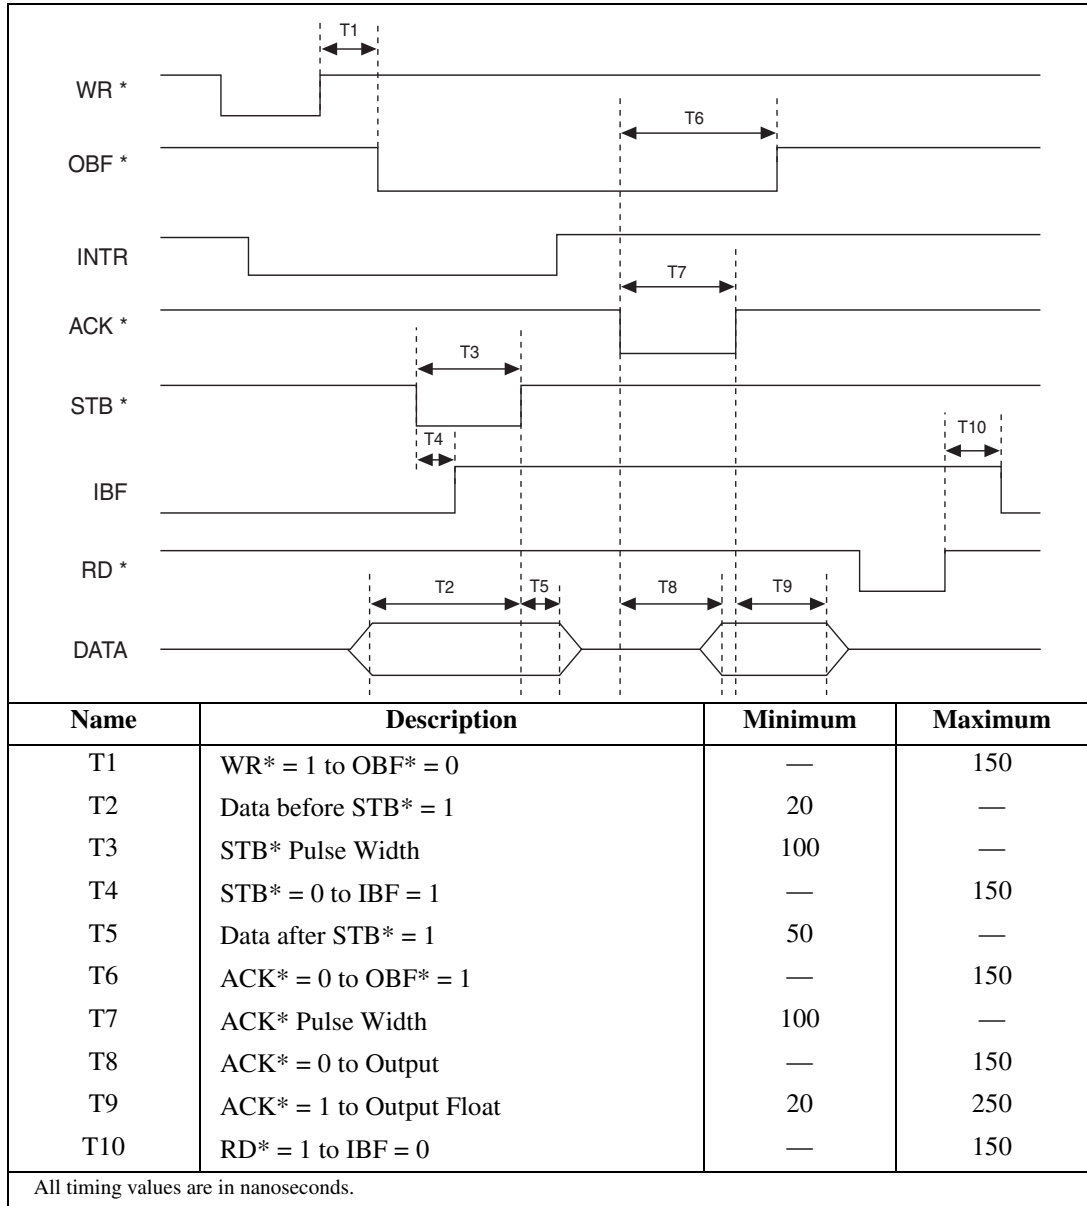 T1
WR *
T6
OBF *
INTR
T7
ACK *
T3
STB *
T4
T10
IBF
RD *
T2 T5 T8 T9
DATA
Name Description Minimum Maximum
T1 WR* = 1 to OBF* = 0 — 150
T2 Data before STB* = 1 20 —
T3 STB* Pulse Width 100 —
T4 STB* = 0 to IBF = 1 — 150
T5 Data after STB* = 1 50 —
T6 ACK* = 0 to OBF* = 1 — 150
T7 ACK* Pulse Width 100 —
T8 ACK* = 0 to Output — 150
T9 ACK* = 1 to Output Float 20 250
T10 RD* = 1 to IBF = 0 — 150
All timing values are in nanoseconds.